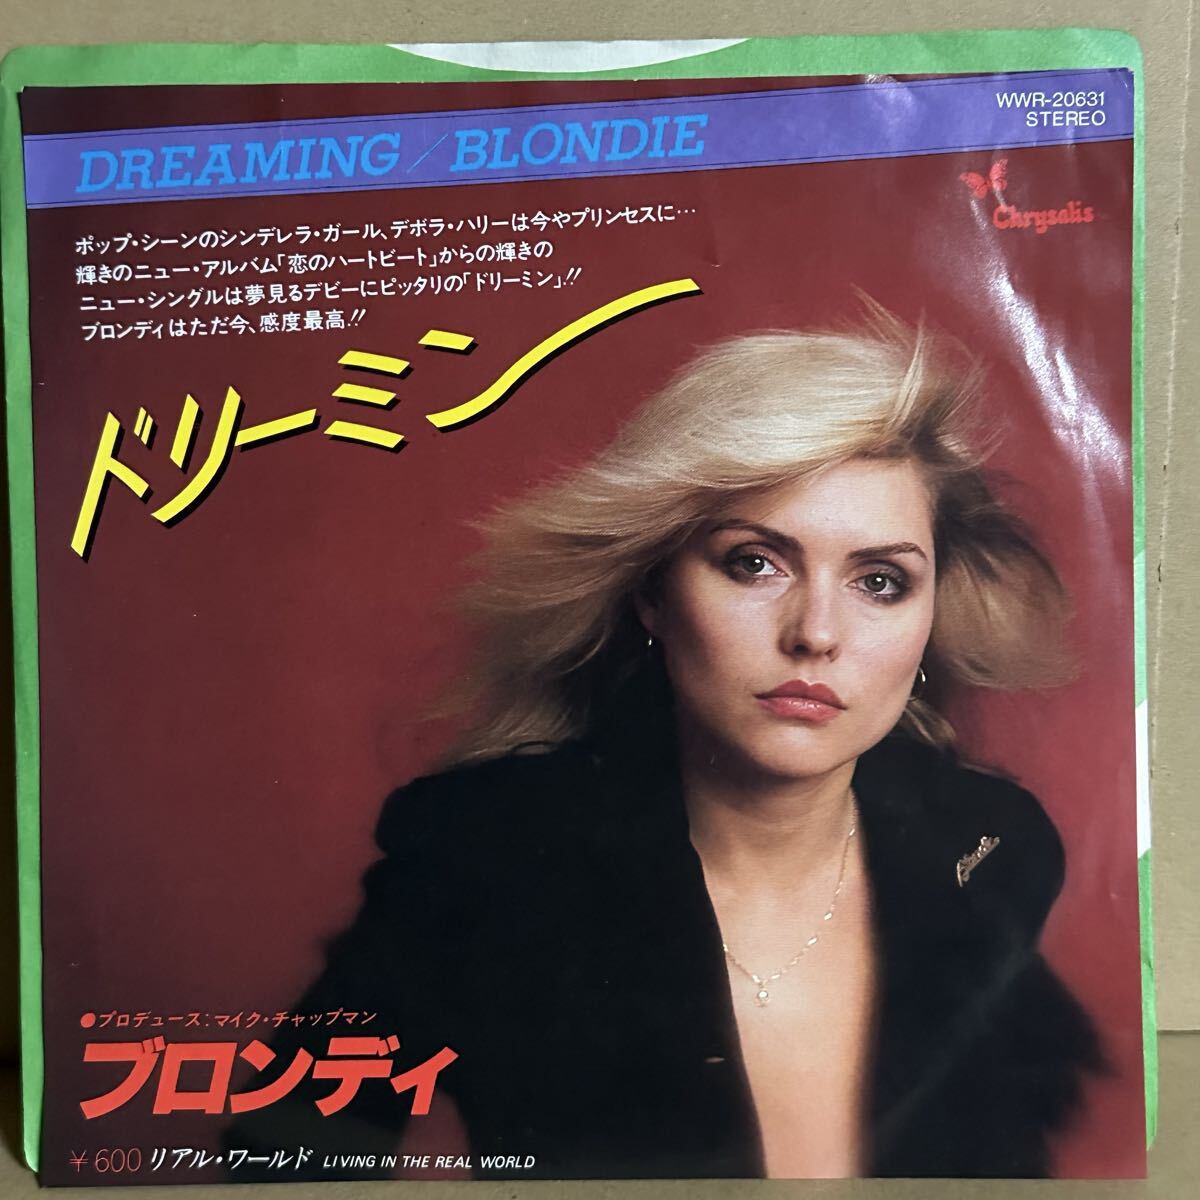 WWR-20631
STEREO
DREAMING / BLONDIE
Chrysalis
ポップ・シーンのシンデレラ・ガール、デボラ・ハリーは今やプリンセスに…
輝きのニュー・アルバム「恋のハートビート」からの輝きの
ニュー・シングルは夢見るデビーにピッタリの「ドリーミン」!!
ブロンディはただ今、感度最高!!
ドリーミン
Blondie
●プロデュース:マイク・チャップマン
ブロンディ
¥600 リアル・ワールド LIVING IN THE REAL WORLD